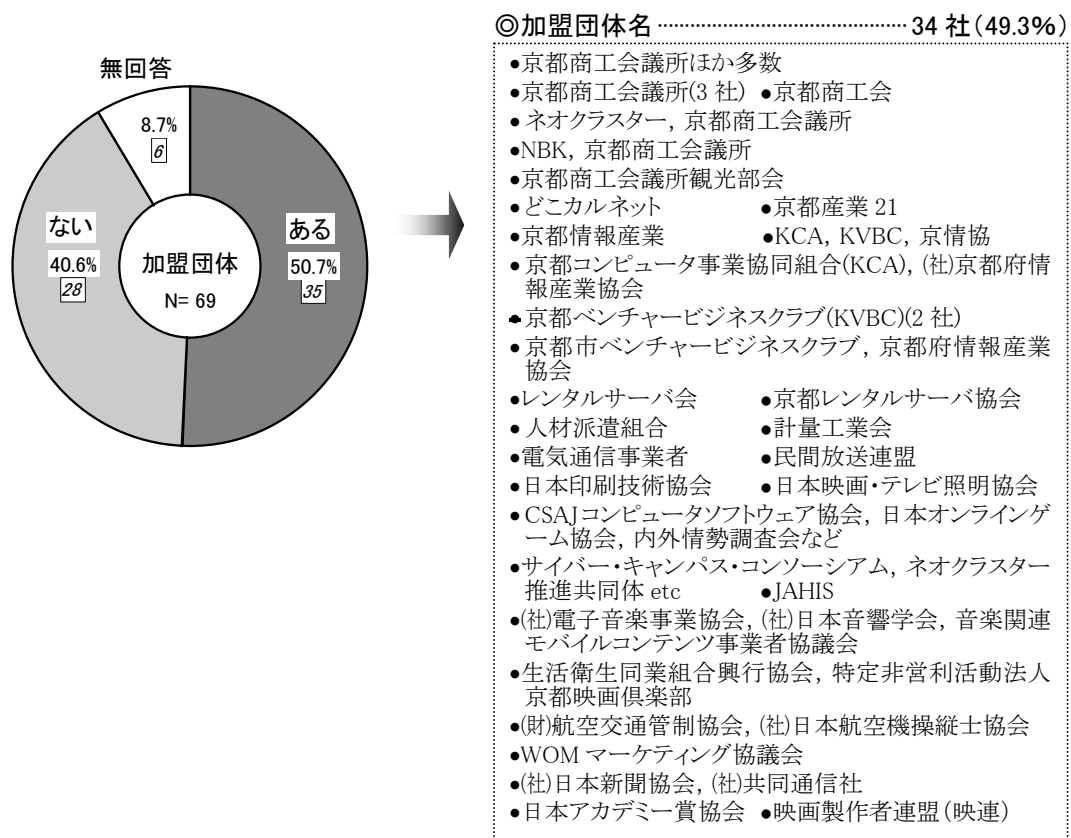 無回答
8.7%
6
ない
40.6%
28
加盟団体
N= 69
ある
50.7%
35
◎加盟団体名 34 社(49.3%)
●京都商工会議所ほか多数
●京都商工会議所(3 社) ●京都商工会
●ネオクラスター, 京都商工会議所
●NBK, 京都商工会議所
●京都商工会議所観光部会
●どこカルネット ●京都産業 21
●京都情報産業 ●KCA, KVBC, 京情協
●京都コンピュータ事業協同組合(KCA), (社)京都府情
報産業協会
●京都ベンチャービジネスクラブ(KVBC)(2 社)
●京都市ベンチャービジネスクラブ, 京都府情報産業
協会
●レンタルサーバ会 ●京都レンタルサーバ協会
●人材派遣組合 ●計量工業会
●電気通信事業者 ●民間放送連盟
●日本印刷技術協会 ●日本映画・テレビ照明協会
●CSAJコンピュータソフトウェア協会, 日本オンラインゲ
ーム協会, 内外情勢調査会など
●サイバー・キャンパス・コンソーシアム, ネオクラスター
推進共同体 etc ●JAHIS
●(社)電子音楽事業協会, (社)日本音響学会, 音楽関連
モバイルコンテンツ事業者協議会
●生活衛生同業組合興行協会, 特定非営利活動法人
京都映画倶楽部
●(財)航空交通管制協会, (社)日本航空機操縦士協会
●WOM マーケティング協議会
●(社)日本新聞協会, (社)共同通信社
●日本アカデミー賞協会 ●映画製作者連盟(映連)